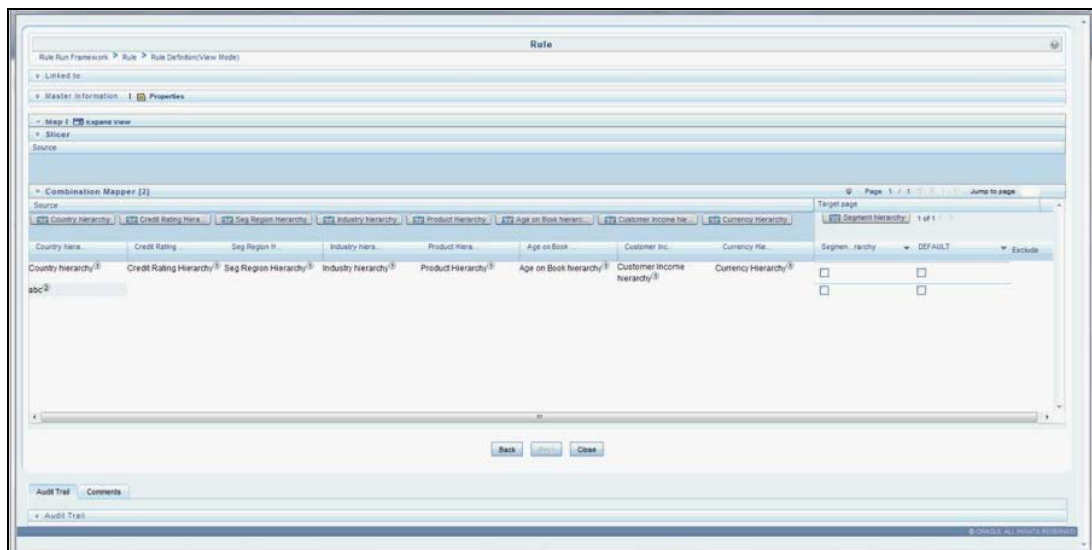 Rule
Rule Run Framework > Rule > Rule Definition(View Mode)
Linked to
Master Information | Properties
Map | Expand View
Slicer
Source
Combination Mapper [2] Page 1 / 1 Jump to page
Source Target page
Country hierarchy Credit Rating Hiera... Seg Region Hierarchy Industry hierarchy Product Hierarchy Age on Book hierarc... Customer Income hie... Currency Hierarchy Segment hierarchy 1 of 1
Country hiera... Credit Rating ... Seg Region H... Industry hiera... Product Hiera... Age on Book ... Customer Inc... Currency Hie... Segmen...rarchy DEFAULT Exclude
Country hierarchy Credit Rating Hierarchy Seg Region Hierarchy Industry hierarchy Product Hierarchy Age on Book hierarchy Customer Income hierarchy Currency Hierarchy
abc 2
Back Close
Audit Trail Comments
Audit Trail
© ORACLE ALL RIGHTS RESERVED